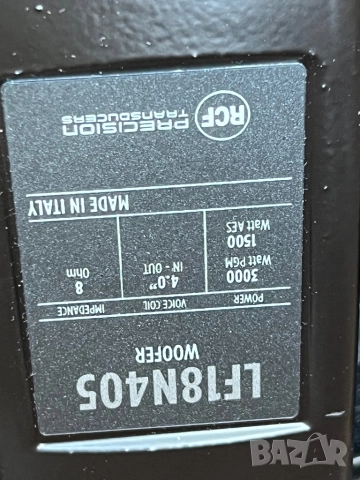 LF18N405
WOOFER
POWER VOICE COIL IMPEDANCE
3000 4.0" 8
Watt PGM IN - OUT Ohm
1500
Watt AES
MADE IN ITALY
RCF PRECISION
TRANSDUCERS
BAZAR